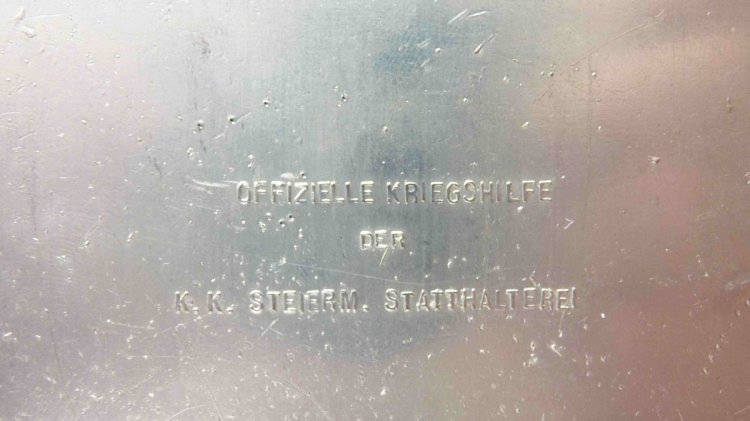 OFFIZIELLE KRIEGSHILFE
DER
K.K. STEIERM. STATTHALTEREI